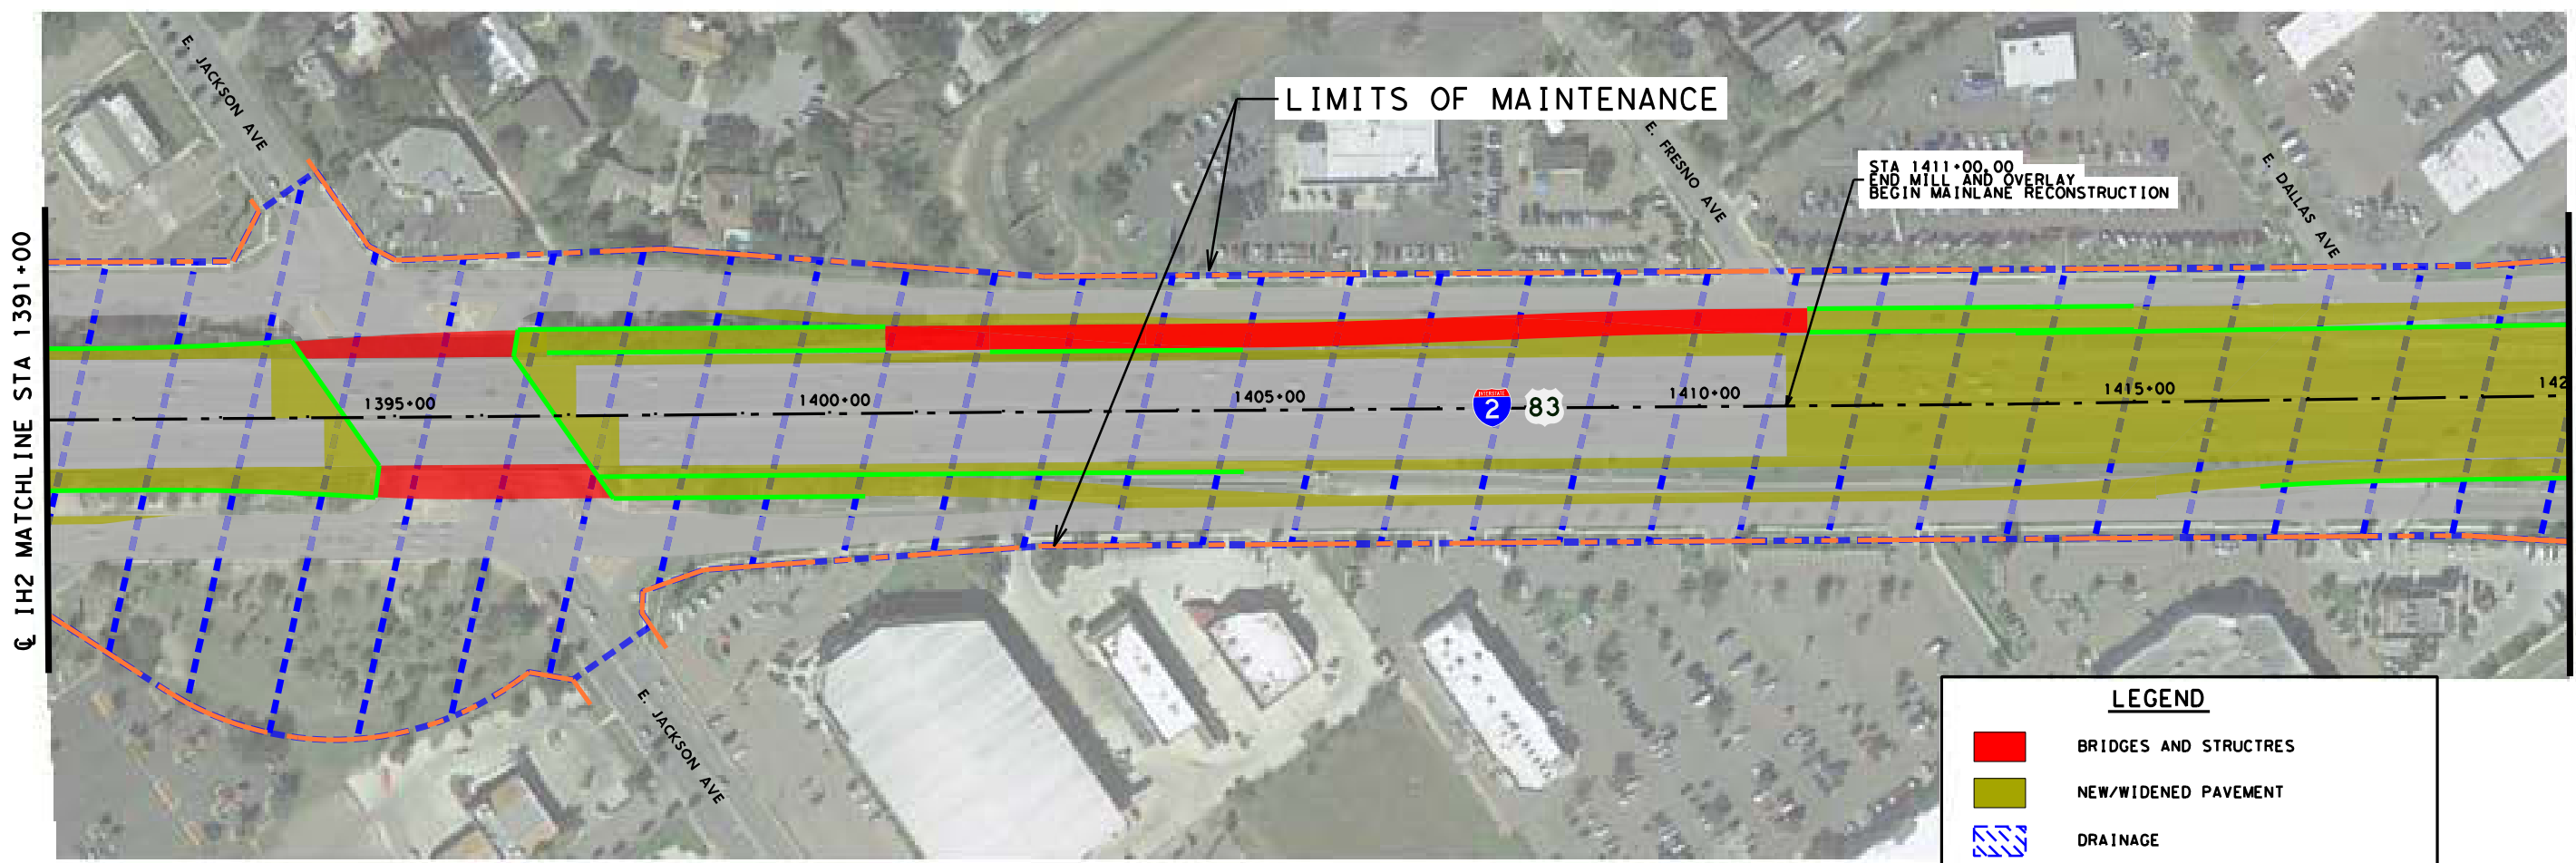 E. JACKSON AVE
LIMITS OF MAINTENANCE
E. FRESNO AVE
STA 1411+00.00
END MILL AND OVERLAY
BEGIN MAINLANE RECONSTRUCTION
E. DALLAS AVE
℄ IH2 MATCHLINE STA 1391+00
1395+00
1400+00
1405+00
INTERSTATE
2
83
1410+00
1415+00
142
E. JACKSON AVE
LEGEND
BRIDGES AND STRUCTRES
NEW/WIDENED PAVEMENT
DRAINAGE